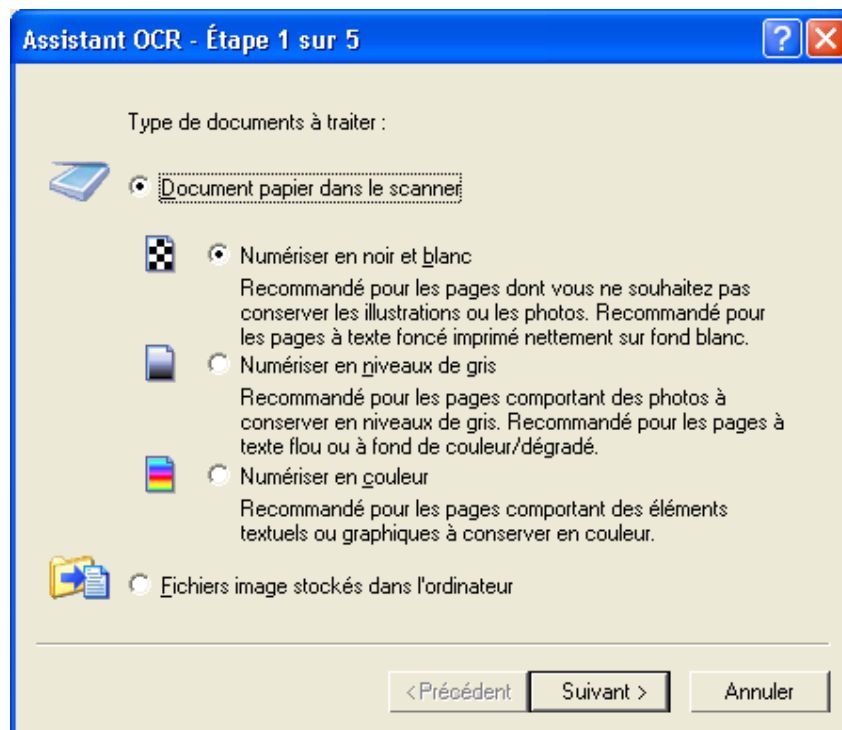 Assistant OCR - Étape 1 sur 5
Type de documents à traiter :
Document papier dans le scanner
Numériser en noir et blanc
Recommandé pour les pages dont vous ne souhaitez pas
conserver les illustrations ou les photos. Recommandé pour
les pages à texte foncé imprimé nettement sur fond blanc.
Numériser en niveaux de gris
Recommandé pour les pages comportant des photos à
conserver en niveaux de gris. Recommandé pour les pages à
texte flou ou à fond de couleur/dégradé.
Numériser en couleur
Recommandé pour les pages comportant des éléments
textuels ou graphiques à conserver en couleur.
Fichiers image stockés dans l'ordinateur
< Précédent Suivant > Annuler